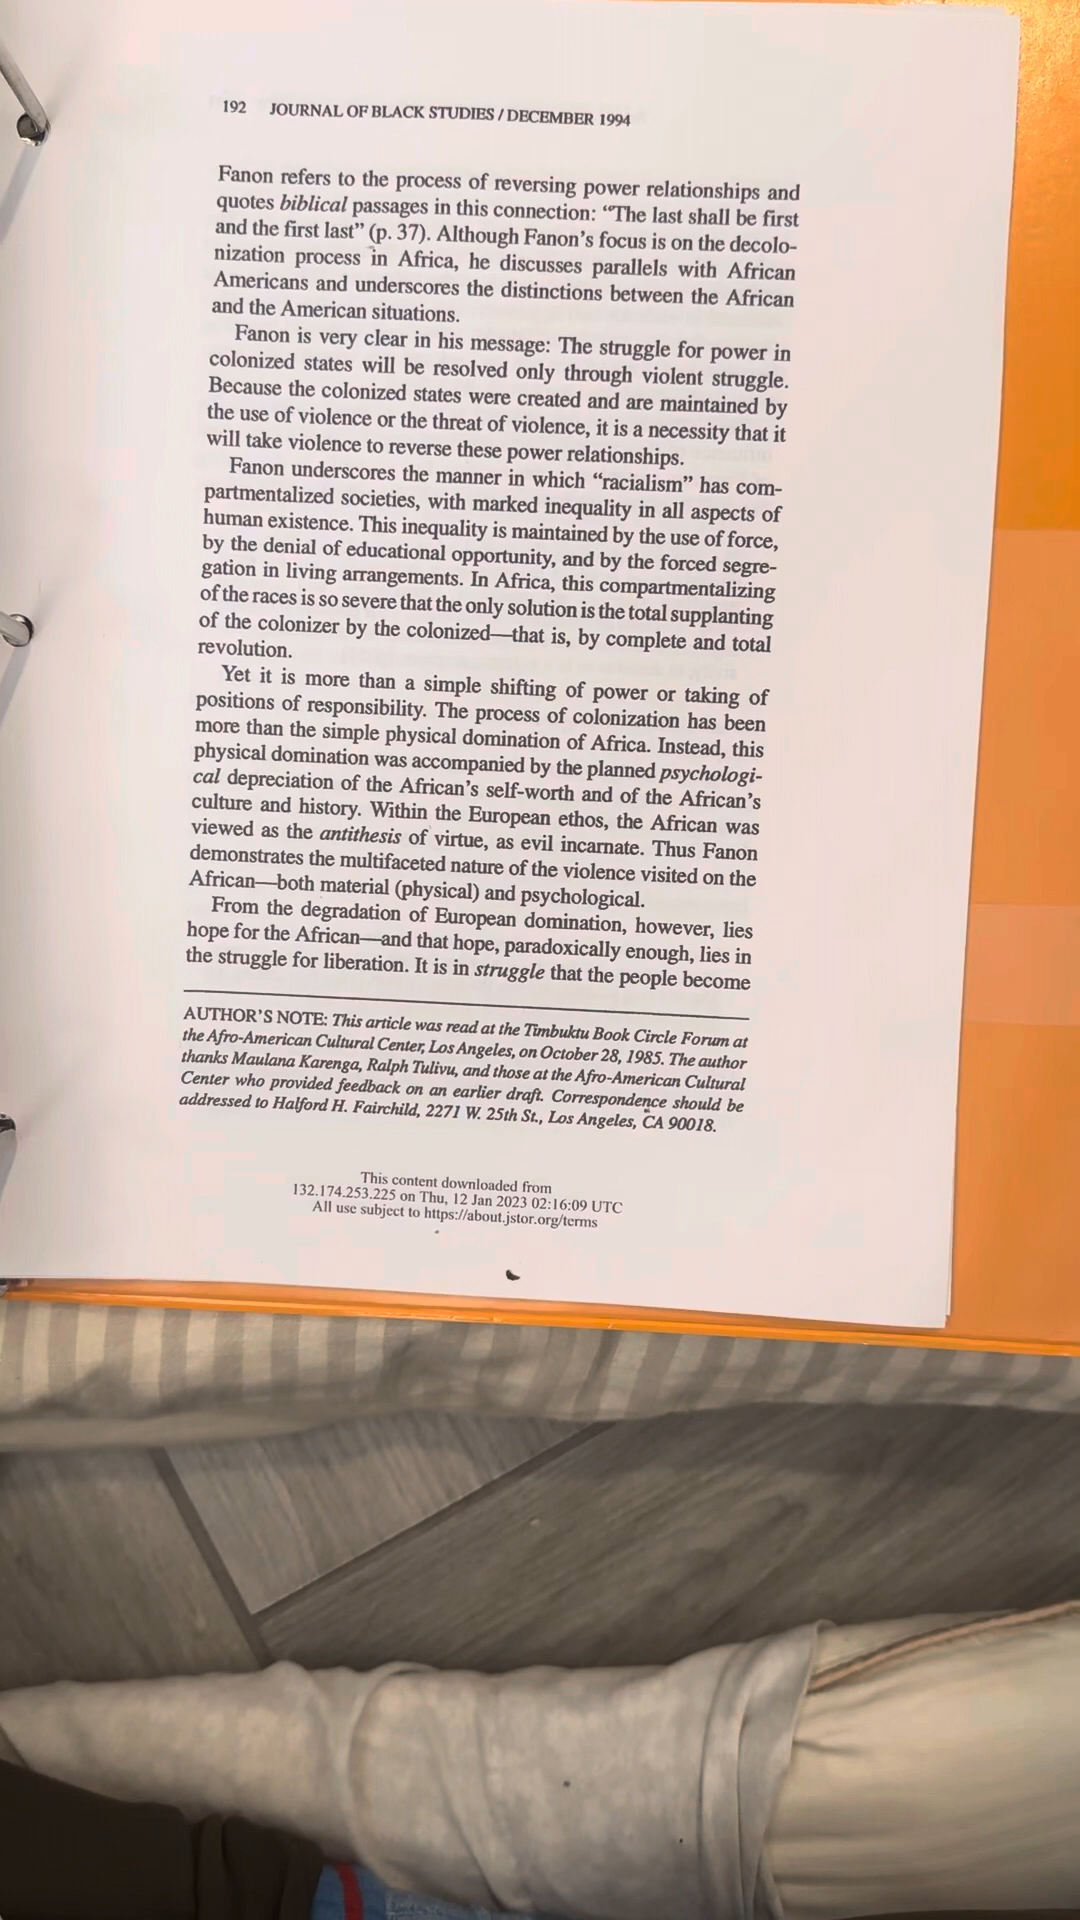 192 JOURNAL OF BLACK STUDIES / DECEMBER 1994
Fanon refers to the process of reversing power relationships and
quotes biblical passages in this connection: “The last shall be first
and the first last” (p. 37). Although Fanon’s focus is on the decolo-
nization process in Africa, he discusses parallels with African
Americans and underscores the distinctions between the African
and the American situations.
Fanon is very clear in his message: The struggle for power in
colonized states will be resolved only through violent struggle.
Because the colonized states were created and are maintained by
the use of violence or the threat of violence, it is a necessity that it
will take violence to reverse these power relationships.
Fanon underscores the manner in which “racialism” has com-
partmentalized societies, with marked inequality in all aspects of
human existence. This inequality is maintained by the use of force,
by the denial of educational opportunity, and by the forced segre-
gation in living arrangements. In Africa, this compartmentalizing
of the races is so severe that the only solution is the total supplanting
of the colonizer by the colonized—that is, by complete and total
revolution.
Yet it is more than a simple shifting of power or taking of
positions of responsibility. The process of colonization has been
more than the simple physical domination of Africa. Instead, this
physical domination was accompanied by the planned psychologi-
cal depreciation of the African’s self-worth and of the African’s
culture and history. Within the European ethos, the African was
viewed as the antithesis of virtue, as evil incarnate. Thus Fanon
demonstrates the multifaceted nature of the violence visited on the
African—both material (physical) and psychological.
From the degradation of European domination, however, lies
hope for the African—and that hope, paradoxically enough, lies in
the struggle for liberation. It is in struggle that the people become
AUTHOR’S NOTE: This article was read at the Timbuktu Book Circle Forum at
the Afro-American Cultural Center, Los Angeles, on October 28, 1985. The author
thanks Maulana Karenga, Ralph Tulivu, and those at the Afro-American Cultural
Center who provided feedback on an earlier draft. Correspondence should be
addressed to Halford H. Fairchild, 2271 W. 25th St., Los Angeles, CA 90018.
This content downloaded from
132.174.253.225 on Thu, 12 Jan 2023 02:16:09 UTC
All use subject to https://about.jstor.org/terms